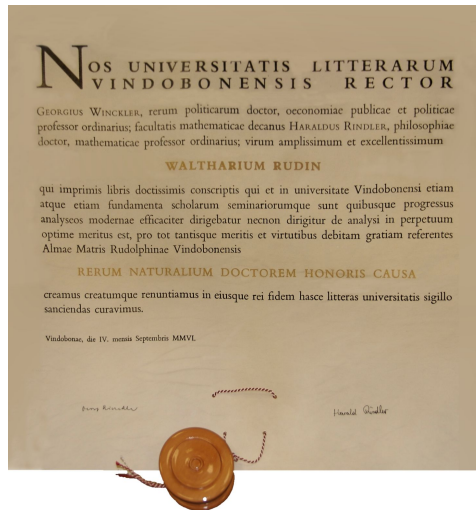 NOS UNIVERSITATIS LITTERARUM
VINDOBONENSIS RECTOR
GEORGIUS WINCKLER, rerum politicarum doctor, oeconomiae publicae et politicae
professor ordinarius; facultatis mathematicae decanus HARALDUS RINDLER, philosophiae
doctor, mathematicae professor ordinarius; virum amplissimum et excellentissimum
WALTHARIUM RUDIN
qui imprimis libris doctissimis conscriptis qui et in universitate Vindobonensi etiam
atque etiam fundamenta scholarum seminariorumque sunt quibusque progressus
analyseos modernae efficaciter dirigebatur necnon dirigitur de analysi in perpetuum
optime meritus est, pro tot tantisque meritis et virtutibus debitam gratiam referentes
Almae Matris Rudolphinae Vindobonensis
RERUM NATURALIUM DOCTOREM HONORIS CAUSA
creamus creatumque renuntiamus in eiusque rei fidem hasce litteras universitatis sigillo
sanciendas curavimus.
Vindobonae, die IV. mensis Septembris MMVI.
Harald Rindler